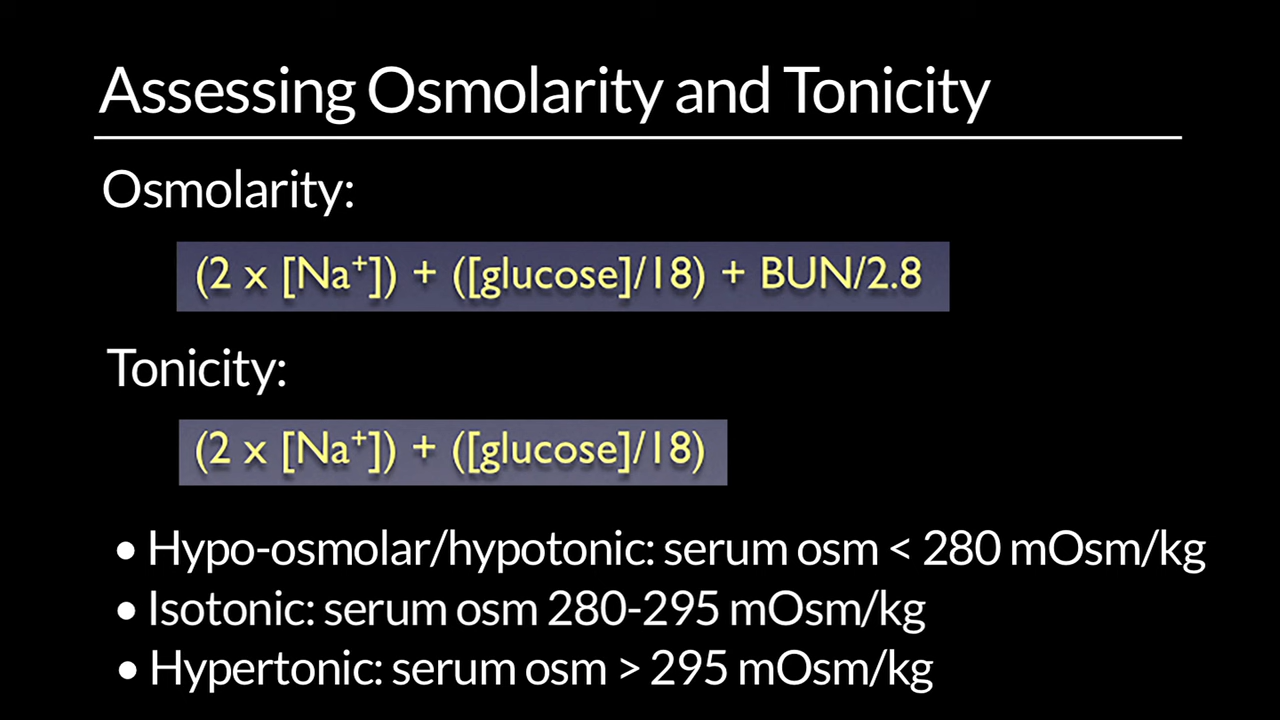 Assessing Osmolarity and Tonicity
Osmolarity:
(2 x [Na⁺]) + ([glucose]/18) + BUN/2.8
Tonicity:
(2 x [Na⁺]) + ([glucose]/18)
• Hypo-osmolar/hypotonic: serum osm < 280 mOsm/kg
• Isotonic: serum osm 280-295 mOsm/kg
• Hypertonic: serum osm > 295 mOsm/kg